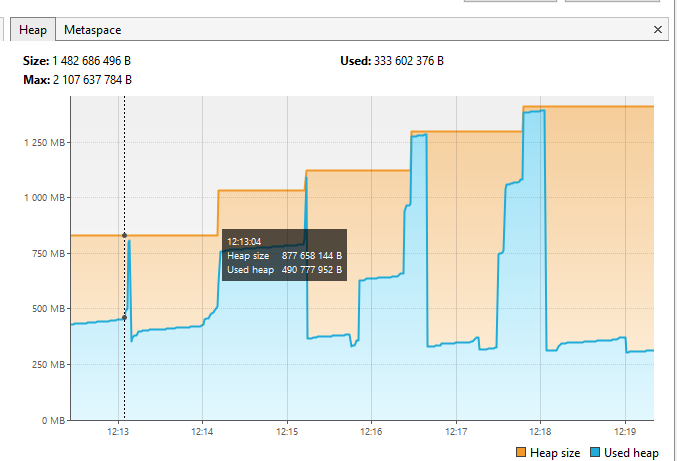 Heap Metaspace ×
Size: 1 482 686 496 B Used: 333 602 376 B
Max: 2 107 637 784 B
1 250 MB
1 000 MB
750 MB
500 MB
250 MB
0 MB
12:13:04
Heap size 877 658 144 B
Used heap 490 777 952 B
12:13 12:14 12:15 12:16 12:17 12:18 12:19
Heap size Used heap